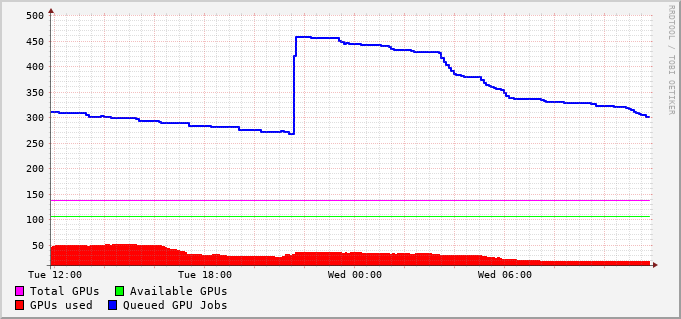 RRDTOOL / TOBI OETIKER
500
450
400
350
300
250
200
150
100
50
Tue 12:00 Tue 18:00 Wed 00:00 Wed 06:00
Total GPUs Available GPUs
GPUs used Queued GPU Jobs